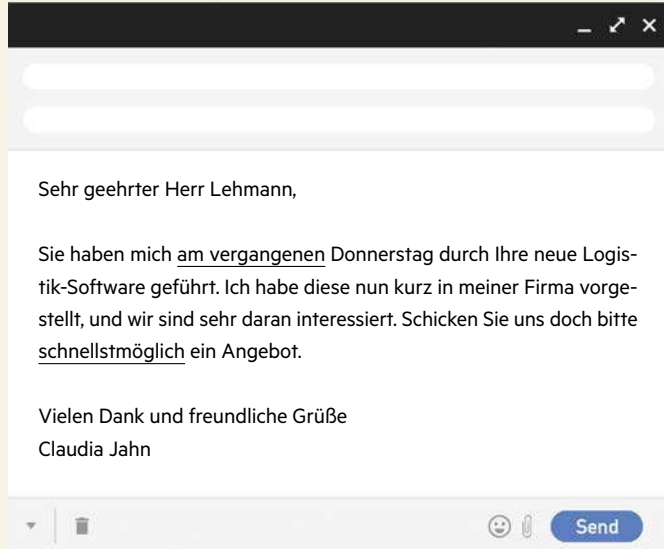 Sehr geehrter Herr Lehmann,
Sie haben mich am vergangenen Donnerstag durch Ihre neue Logis-
tik-Software geführt. Ich habe diese nun kurz in meiner Firma vorge-
stellt, und wir sind sehr daran interessiert. Schicken Sie uns doch bitte
schnellstmöglich ein Angebot.
Vielen Dank und freundliche Grüße
Claudia Jahn
Send